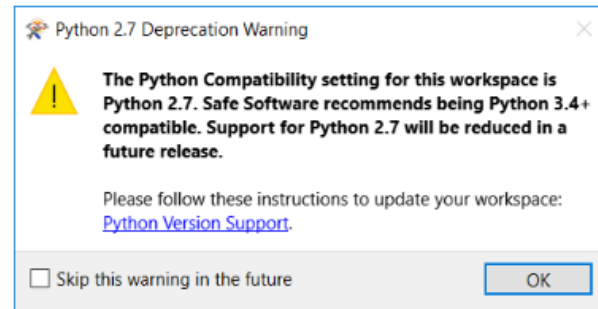 Python 2.7 Deprecation Warning
The Python Compatibility setting for this workspace is
Python 2.7. Safe Software recommends being Python 3.4+
compatible. Support for Python 2.7 will be reduced in a
future release.
Please follow these instructions to update your workspace:
Python Version Support.
Skip this warning in the future
OK